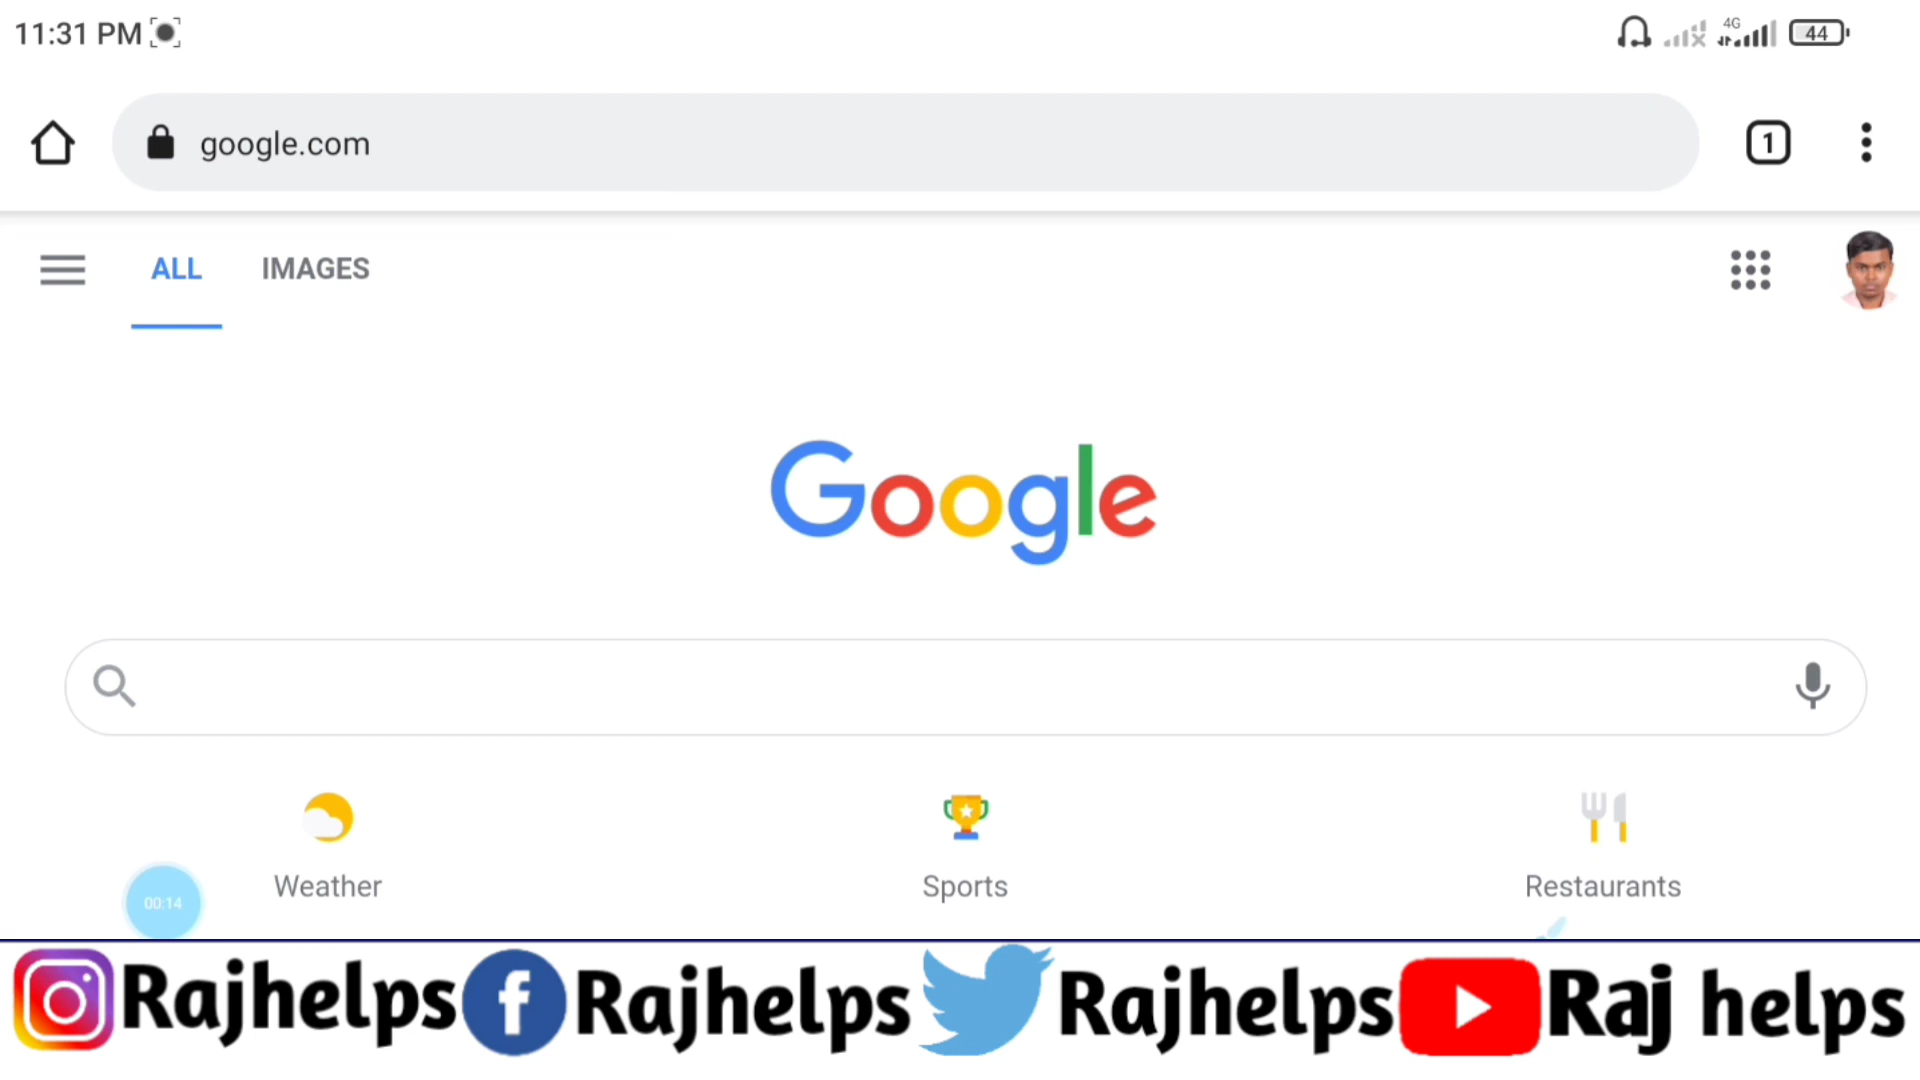 11:31 PM 4G 44
google.com 1
ALL IMAGES
Google
Weather Sports Restaurants
00:14
Rajhelps f Rajhelps Rajhelps Raj helps